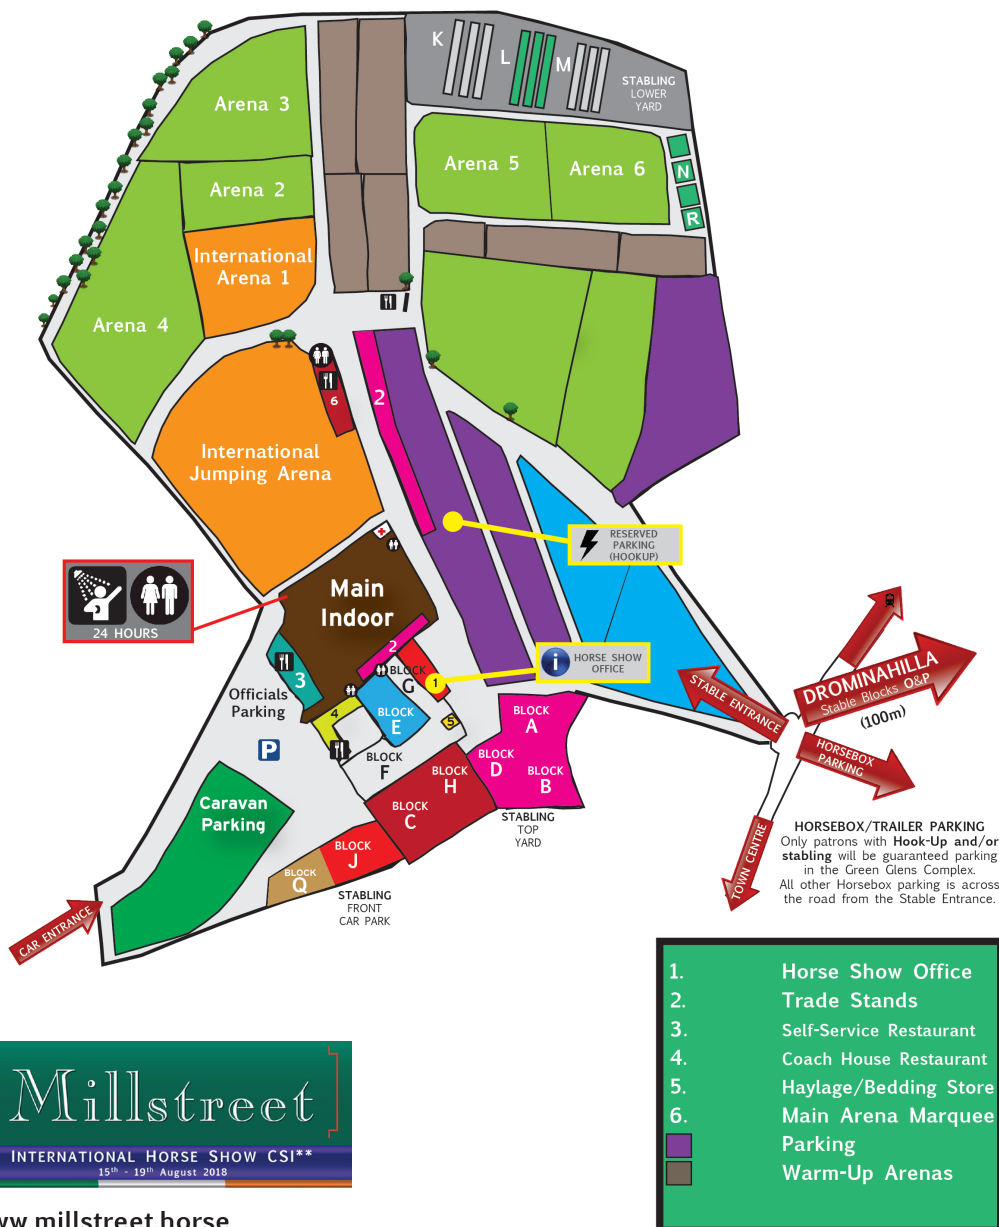 K
L
M
STABLING
LOWER
YARD
Arena 3
Arena 5
Arena 6
N
R
Arena 2
International
Arena 1
Arena 4
2
6
International
Jumping Arena
RESERVED
PARKING
(HOOKUP)
Main
Indoor
24 HOURS
2
i
HORSE SHOW
OFFICE
BLOCK
G
1
3
Officials
Parking
4
BLOCK
E
5
BLOCK
A
STABLE ENTRANCE
DROMINAHILLA
Stable Blocks O&P
(100m)
P
BLOCK
F
BLOCK
D
BLOCK
B
BLOCK
H
HORSEBOX
PARKING
Caravan
Parking
BLOCK
C
STABLING
TOP
YARD
BLOCK
J
BLOCK
Q
STABLING
FRONT
CAR PARK
TOWN CENTRE
CAR ENTRANCE
HORSEBOX/TRAILER PARKING
Only patrons with Hook-Up and/or
stabling will be guaranteed parking
in the Green Glens Complex.
All other Horsebox parking is across
the road from the Stable Entrance.
1. Horse Show Office
2. Trade Stands
3. Self-Service Restaurant
4. Coach House Restaurant
5. Haylage/Bedding Store
6. Main Arena Marquee
Parking
Warm-Up Arenas
Millstreet
INTERNATIONAL HORSE SHOW CSI**
15th - 19th August 2018
millstreet horse